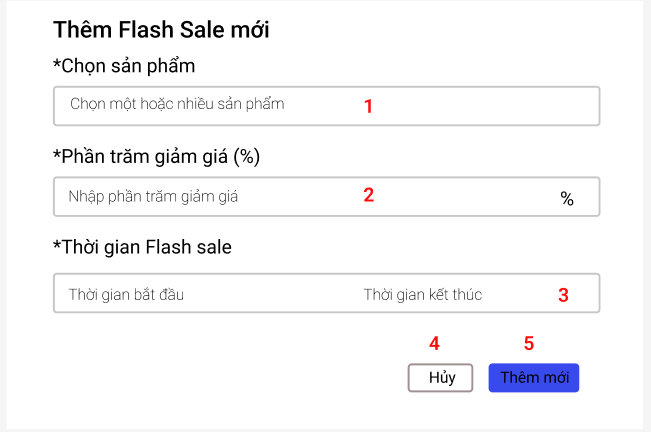 Thêm Flash Sale mới
*Chọn sản phẩm
Chọn một hoặc nhiều sản phẩm 1
*Phần trăm giảm giá (%)
Nhập phần trăm giảm giá 2 %
*Thời gian Flash sale
Thời gian bắt đầu Thời gian kết thúc 3
4 5
Hủy Thêm mới